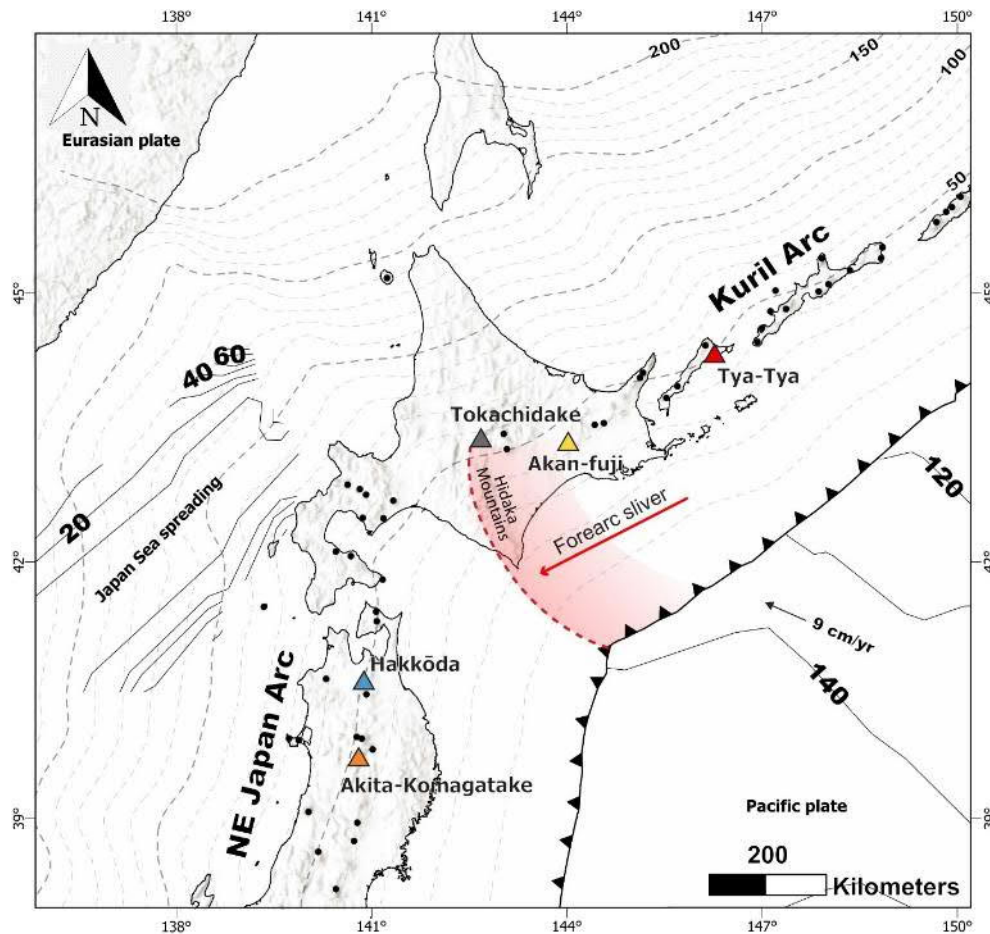 138°
141°
144°
147°
150°
200
150
100
N
Eurasian plate
50
45°
Kuril Arc
45°
60
40
Tya-Tya
Tokachidake
Akan-fuji
Hidaka
Mountains
120
20
Japan Sea spreading
Forearc sliver
42°
42°
9 cm/yr
Hakkōda
140
NE Japan Arc
Akita-Komagatake
Pacific plate
39°
39°
200
Kilometers
138°
141°
144°
147°
150°